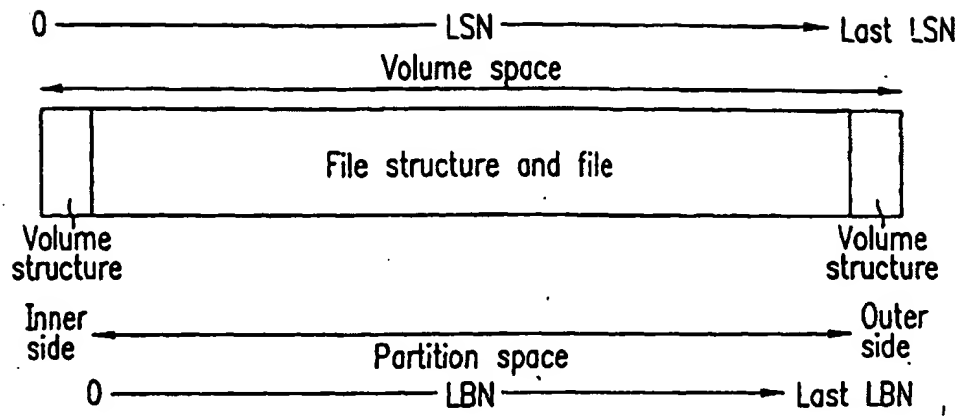 0 LSN Last LSN
Volume space
File structure and file
Volume structure
Volume structure
Inner side
Outer side
Partition space
0 LBN Last LBN